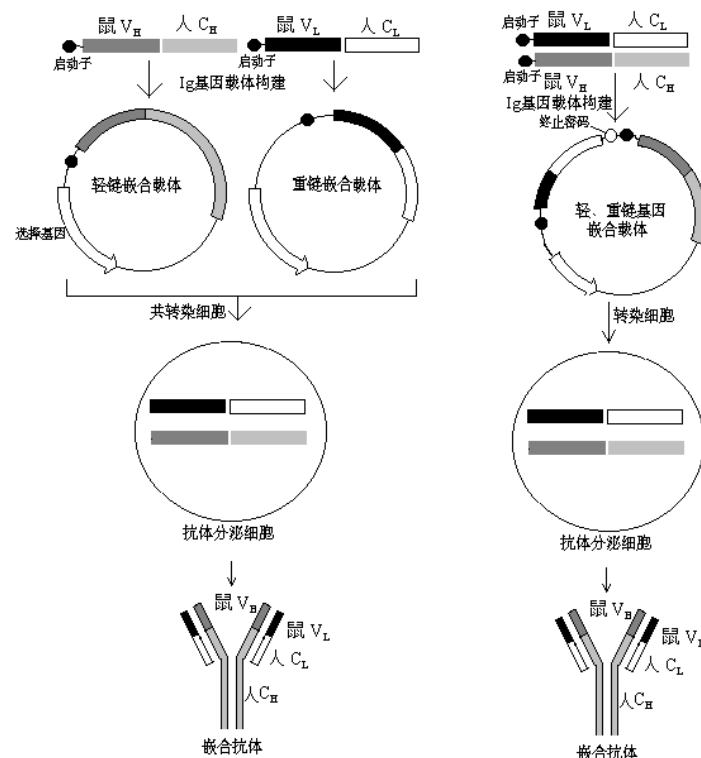 鼠 VH 人 CH 鼠 VL 人 CL
启动子 启动子
Ig基因载体构建
轻链嵌合载体 重链嵌合载体
选择基因
共转染细胞
抗体分泌细胞
鼠 VB
鼠 VL
人 CL
人CH
嵌合抗体
鼠 VL 人 CL
启动子
启动子
鼠 VH 人 CH
Ig基因载体构建
终止密码
轻、重链基因
嵌合载体
转染细胞
抗体分泌细胞
鼠 VB
鼠 V
人 CL
人CH
嵌合抗体